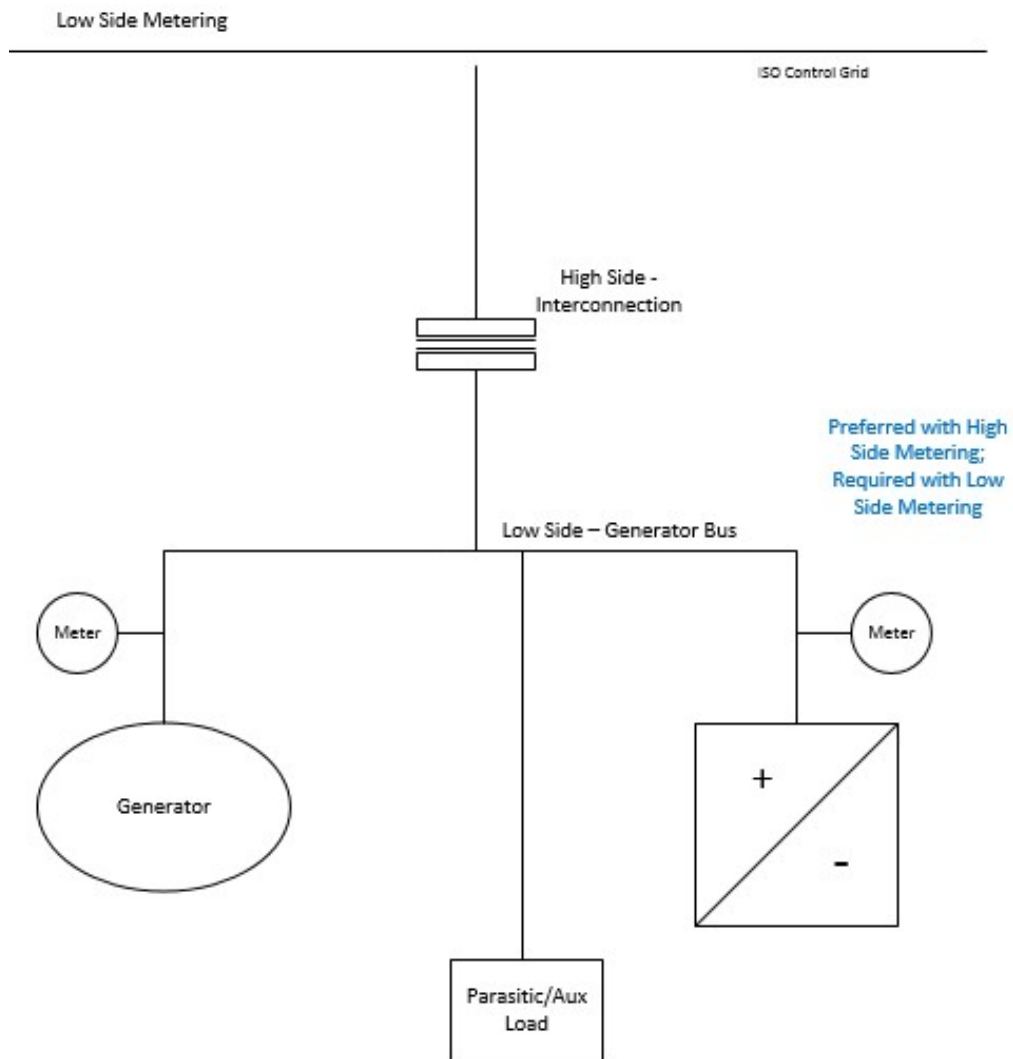 Low Side Metering
ISO Control Grid
High Side -
Interconnection
Preferred with High
Side Metering;
Required with Low
Side Metering
Low Side – Generator Bus
Meter
Meter
Generator
+
-
Parasitic/Aux
Load